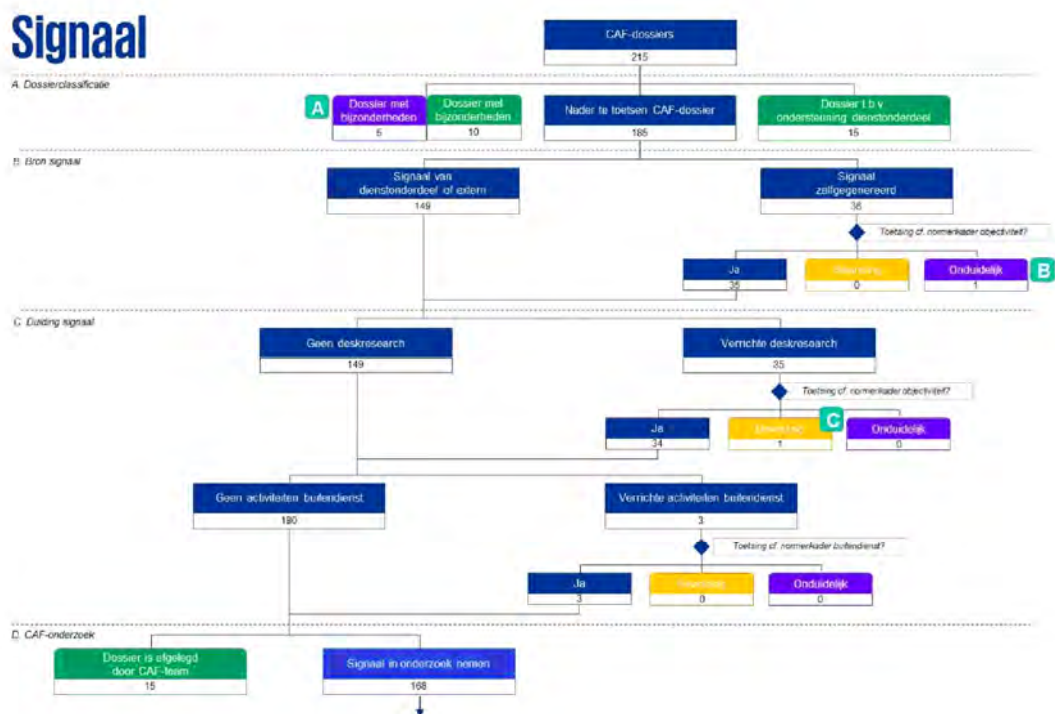 Signaal
CAF-dossiers
215
A. Dossierclassificatie
A
Dossier met
bijzonderheden
5
Dossier met
bijzonderheden
10
Nader te toetsen CAF-dossier
185
Dossier t.b.v
ondersteuning dienstonderdeel
15
B. Bron signaal
Signaal van
dienstonderdeel of extern
149
Signaal
zelfgegenereerd
36
Toetsing cf. normenkader objectiviteit?
Ja
35
0
Onduidelijk
1
B
C. Duiding signaal
Geen deskresearch
149
Verrichte deskresearch
35
Toetsing cf. normenkader objectiviteit?
C
Ja
34
1
Onduidelijk
0
Geen activiteiten buitendienst
180
Verrichte activiteiten buitendienst
3
Toetsing cf. normenkader buitendienst?
Ja
3
0
Onduidelijk
0
D. CAF-onderzoek
Dossier is afgelegd
door CAF-team
15
Signaal in onderzoek nemen
168